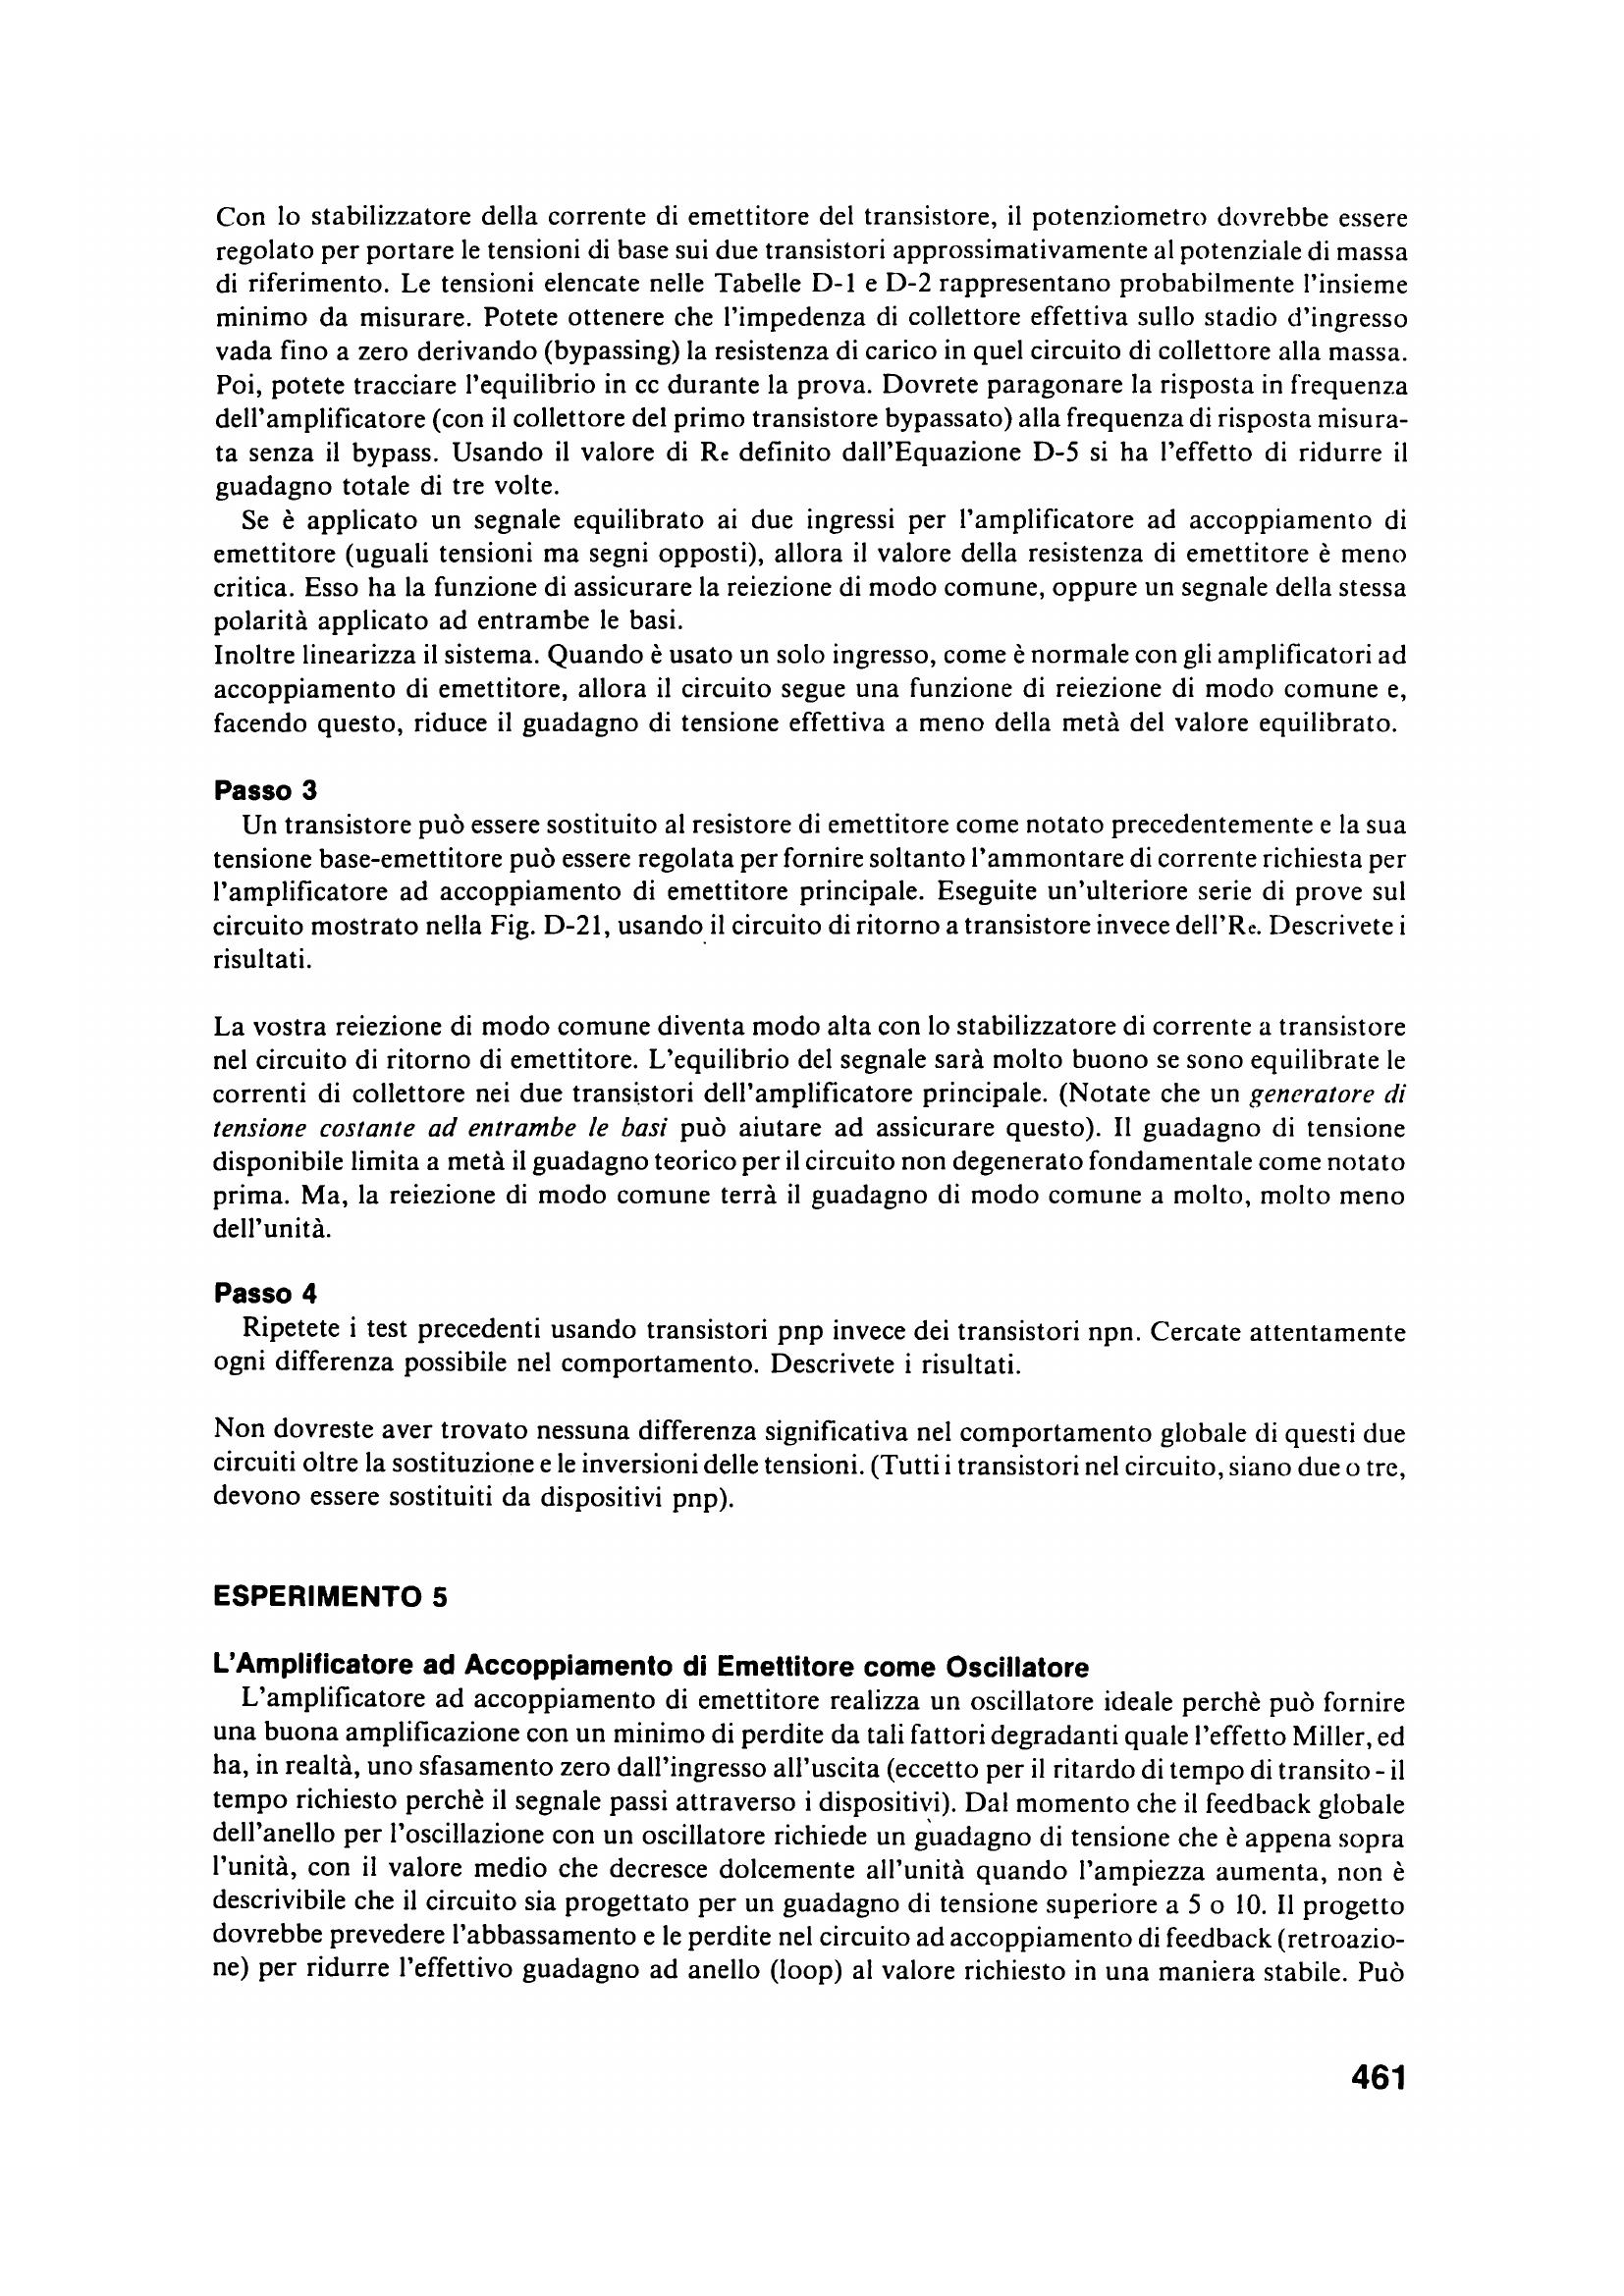 Con lo stabilizzatore della corrente di emettitore del transistore, il potenziometro dovrebbe essere
regolato per portare le tensioni di base sui due transistori approssimativamente al potenziale di massa
di riferimento. Le tensioni elencate nelle Tabelle D-1 e D-2 rappresentano probabilmente l'insieme
minimo da misurare. Potete ottenere che l'impedenza di collettore effettiva sullo stadio d'ingresso
vada fino a zero derivando (bypassing) la resistenza di carico in quel circuito di collettore alla massa.
Poi, potete tracciare l'equilibrio in cc durante la prova. Dovrete paragonare la risposta in frequenza
dell'amplificatore (con il collettore del primo transistore bypassato) alla frequenza di risposta misura-
ta senza il bypass. Usando il valore di Re definito dall'Equazione D-5 si ha l'effetto di ridurre il
guadagno totale di tre volte.
Se è applicato un segnale equilibrato ai due ingressi per l'amplificatore ad accoppiamento di
emettitore (uguali tensioni ma segni opposti), allora il valore della resistenza di emettitore è meno
critica. Esso ha la funzione di assicurare la reiezione di modo comune, oppure un segnale della stessa
polarità applicato ad entrambe le basi.
Inoltre linearizza il sistema. Quando è usato un solo ingresso, come è normale con gli amplificatori ad
accoppiamento di emettitore, allora il circuito segue una funzione di reiezione di modo comune e,
facendo questo, riduce il guadagno di tensione effettiva a meno della metà del valore equilibrato.
Passo 3
Un transistore può essere sostituito al resistore di emettitore come notato precedentemente e la sua
tensione base-emettitore può essere regolata per fornire soltanto l'ammontare di corrente richiesta per
l'amplificatore ad accoppiamento di emettitore principale. Eseguite un'ulteriore serie di prove sul
circuito mostrato nella Fig. D-21, usando il circuito di ritorno a transistore invece dell'Re. Descrivete i
risultati.
La vostra reiezione di modo comune diventa modo alta con lo stabilizzatore di corrente a transistore
nel circuito di ritorno di emettitore. L'equilibrio del segnale sarà molto buono se sono equilibrate le
correnti di collettore nei due transistori dell'amplificatore principale. (Notate che un generatore di
tensione costante ad entrambe le basi può aiutare ad assicurare questo). Il guadagno di tensione
disponibile limita a metà il guadagno teorico per il circuito non degenerato fondamentale come notato
prima. Ma, la reiezione di modo comune terrà il guadagno di modo comune a molto, molto meno
dell'unità.
Passo 4
Ripetete i test precedenti usando transistori pnp invece dei transistori npn. Cercate attentamente
ogni differenza possibile nel comportamento. Descrivete i risultati.
Non dovreste aver trovato nessuna differenza significativa nel comportamento globale di questi due
circuiti oltre la sostituzione e le inversioni delle tensioni. (Tutti i transistori nel circuito, siano due o tre,
devono essere sostituiti da dispositivi pnp).
ESPERIMENTO 5
L'Amplificatore ad Accoppiamento di Emettitore come Oscillatore
L'amplificatore ad accoppiamento di emettitore realizza un oscillatore ideale perchè può fornire
una buona amplificazione con un minimo di perdite da tali fattori degradanti quale l'effetto Miller, ed
ha, in realtà, uno sfasamento zero dall'ingresso all'uscita (eccetto per il ritardo di tempo di transito - il
tempo richiesto perchè il segnale passi attraverso i dispositivi). Dal momento che il feedback globale
dell'anello per l'oscillazione con un oscillatore richiede un guadagno di tensione che è appena sopra
l'unità, con il valore medio che decresce dolcemente all'unità quando l'ampiezza aumenta, non è
descrivibile che il circuito sia progettato per un guadagno di tensione superiore a 5 o 10. Il progetto
dovrebbe prevedere l'abbassamento e le perdite nel circuito ad accoppiamento di feedback (retroazio-
ne) per ridurre l'effettivo guadagno ad anello (loop) al valore richiesto in una maniera stabile. Può
461